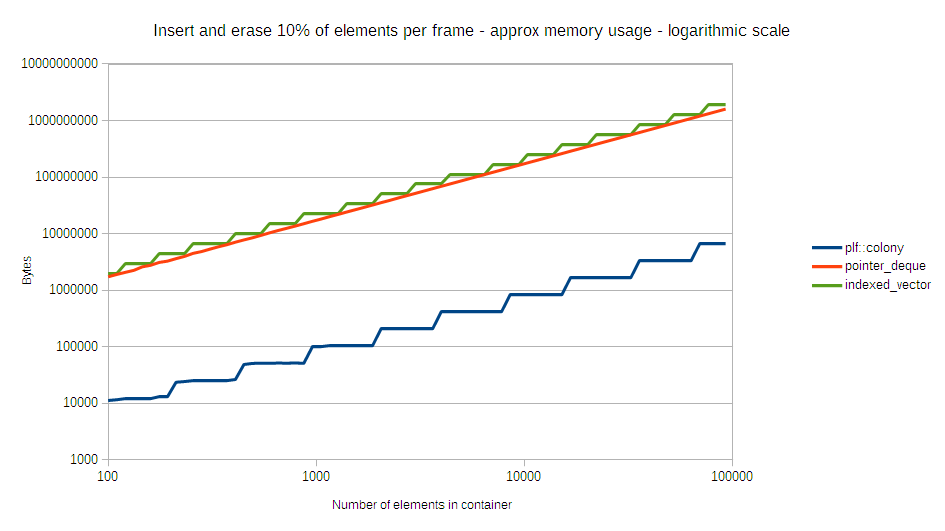 Insert and erase 10% of elements per frame - approx memory usage - logarithmic scale
10000000000
1000000000
100000000
10000000
1000000
100000
10000
1000
Bytes
100
1000
10000
100000
Number of elements in container
plf::colony
pointer_deque
indexed_vector